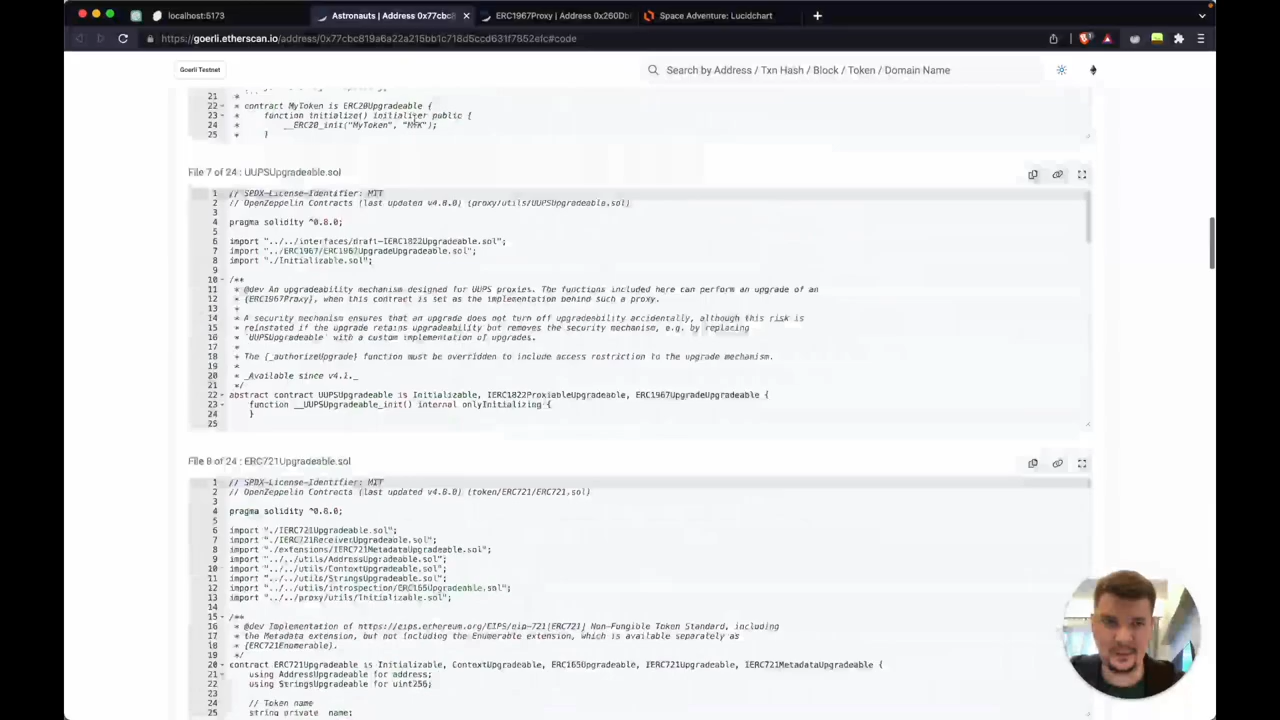 localhost:5173
Astronauts | Address 0x77cbc8
ERC1967Proxy | Address 0x260Dbf
Space Adventure: Lucidchart
https://goerli.etherscan.io/address/0x77cbc819a6a22a215bb1c718d5ccd631f7852efc#code
Goerli Testnet
Search by Address / Txn Hash / Block / Token / Domain Name
21
22 * contract MyToken is ERC20Upgradeable {
23 * function initialize() initializer public {
24 * __ERC20_init("MyToken", "MTK");
25 * }
File 7 of 24 : UUPSUpgradeable.sol
1 // SPDX-License-Identifier: MIT
2 // OpenZeppelin Contracts (last updated v4.8.0) (proxy/utils/UUPSUpgradeable.sol)
3
4 pragma solidity ^0.8.0;
5
6 import "../../interfaces/draft-IERC1822Upgradeable.sol";
7 import "../ERC1967/ERC1967UpgradeUpgradeable.sol";
8 import "./Initializable.sol";
9
10 /**
11 * @dev An upgradeability mechanism designed for UUPS proxies. The functions included here can perform an upgrade of an
12 * {ERC1967Proxy}, when this contract is set as the implementation behind such a proxy.
13 *
14 * A security mechanism ensures that an upgrade does not turn off upgradeability accidentally, although this risk is
15 * reinstated if the upgrade retains upgradeability but removes the security mechanism, e.g. by replacing
16 * `UUPSUpgradeable` with a custom implementation of upgrades.
17 *
18 * The {_authorizeUpgrade} function must be overridden to include access restriction to the upgrade mechanism.
19 *
20 * _Available since v4.1._
21 */
22 abstract contract UUPSUpgradeable is Initializable, IERC1822ProxiableUpgradeable, ERC1967UpgradeUpgradeable {
23 function __UUPSUpgradeable_init() internal onlyInitializing {
24 }
25
File 8 of 24 : ERC721Upgradeable.sol
1 // SPDX-License-Identifier: MIT
2 // OpenZeppelin Contracts (last updated v4.8.0) (token/ERC721/ERC721.sol)
3
4 pragma solidity ^0.8.0;
5
6 import "./IERC721Upgradeable.sol";
7 import "./IERC721ReceiverUpgradeable.sol";
8 import "./extensions/IERC721MetadataUpgradeable.sol";
9 import "../../utils/AddressUpgradeable.sol";
10 import "../../utils/ContextUpgradeable.sol";
11 import "../../utils/StringsUpgradeable.sol";
12 import "../../utils/introspection/ERC165Upgradeable.sol";
13 import "../../proxy/utils/Initializable.sol";
14
15 /**
16 * @dev Implementation of https://eips.ethereum.org/EIPS/eip-721[ERC721] Non-Fungible Token Standard, including
17 * the Metadata extension, but not including the Enumerable extension, which is available separately as
18 * {ERC721Enumerable}.
19 */
20 contract ERC721Upgradeable is Initializable, ContextUpgradeable, ERC165Upgradeable, IERC721Upgradeable, IERC721MetadataUpgradeable {
21 using AddressUpgradeable for address;
22 using StringsUpgradeable for uint256;
23
24 // Token name
25 string private _name;